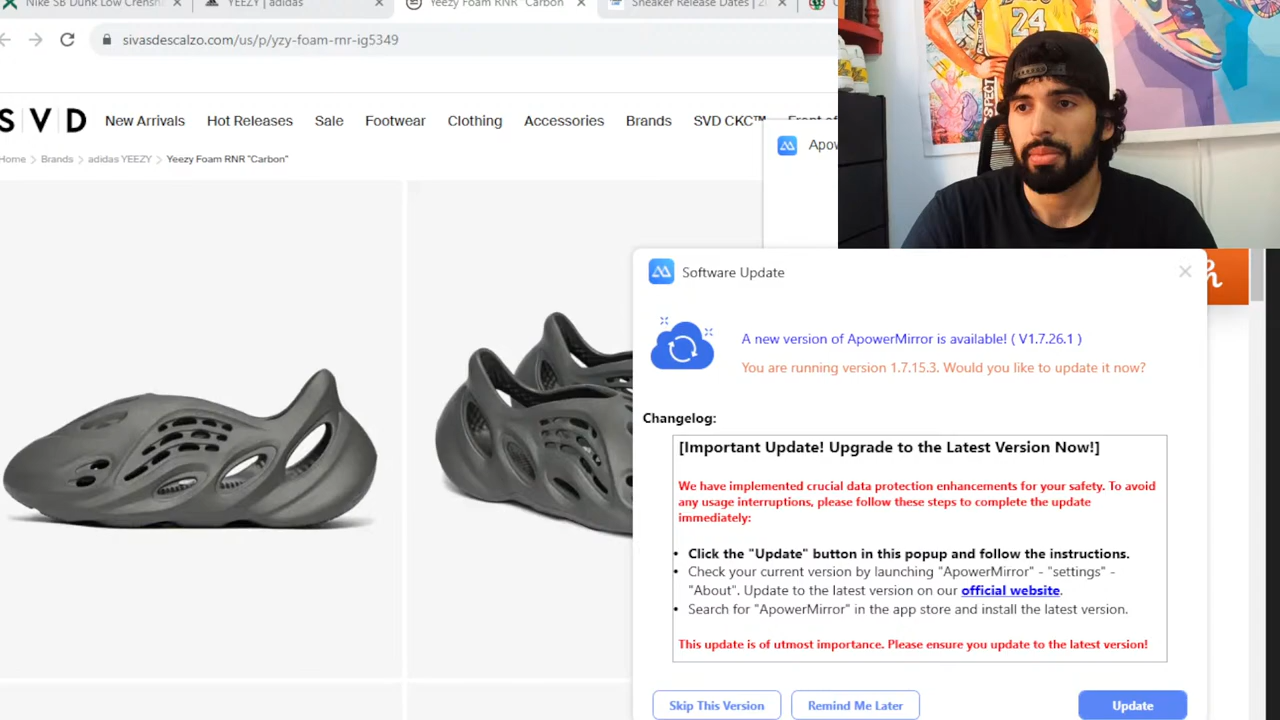 Nike SB Dunk Low Crensh
YEEZY | adidas
Yeezy Foam RNR "Carbon"
Sneaker Release Dates | 2
sivasdescalzo.com/us/p/yzy-foam-rnr-ig5349
SVD
New Arrivals Hot Releases Sale Footwear Clothing Accessories Brands SVD CKC™ Front of
Home > Brands > adidas YEEZY > Yeezy Foam RNR "Carbon"
Apow
24
Software Update
A new version of ApowerMirror is available! ( V1.7.26.1 )
You are running version 1.7.15.3. Would you like to update it now?
Changelog:
[Important Update! Upgrade to the Latest Version Now!]
We have implemented crucial data protection enhancements for your safety. To avoid
any usage interruptions, please follow these steps to complete the update
immediately:
• Click the "Update" button in this popup and follow the instructions.
• Check your current version by launching "ApowerMirror" - "settings" -
"About". Update to the latest version on our official website.
• Search for "ApowerMirror" in the app store and install the latest version.
This update is of utmost importance. Please ensure you update to the latest version!
Skip This Version Remind Me Later Update